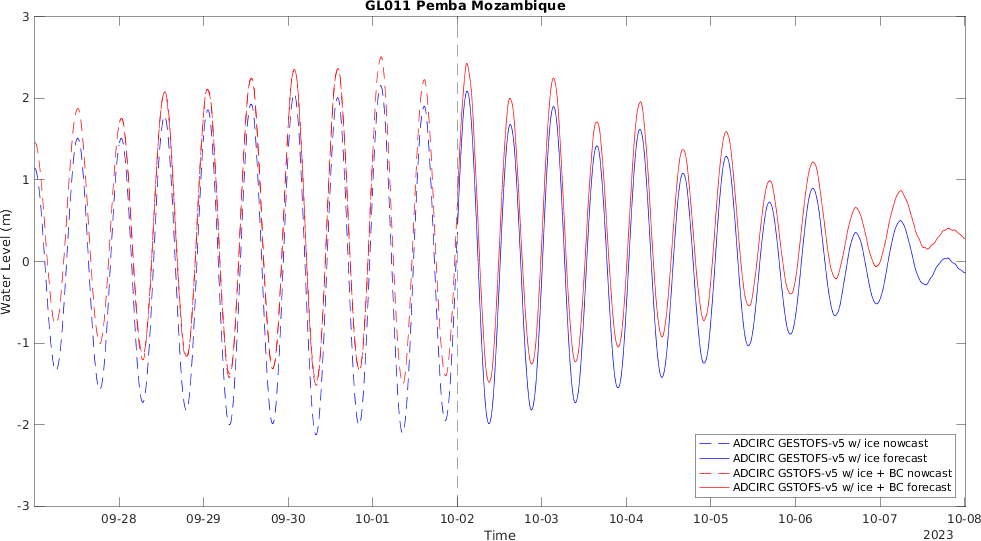 GL011 Pemba Mozambique
3
2
1
0
-1
-2
-3
Water Level (m)
ADCIRC GESTOFS-v5 w/ ice nowcast
ADCIRC GESTOFS-v5 w/ ice forecast
ADCIRC GSTOFS-v5 w/ ice + BC nowcast
ADCIRC GSTOFS-v5 w/ ice + BC forecast
09-28 09-29 09-30 10-01 10-02 10-03 10-04 10-05 10-06 10-07 10-08
Time
2023